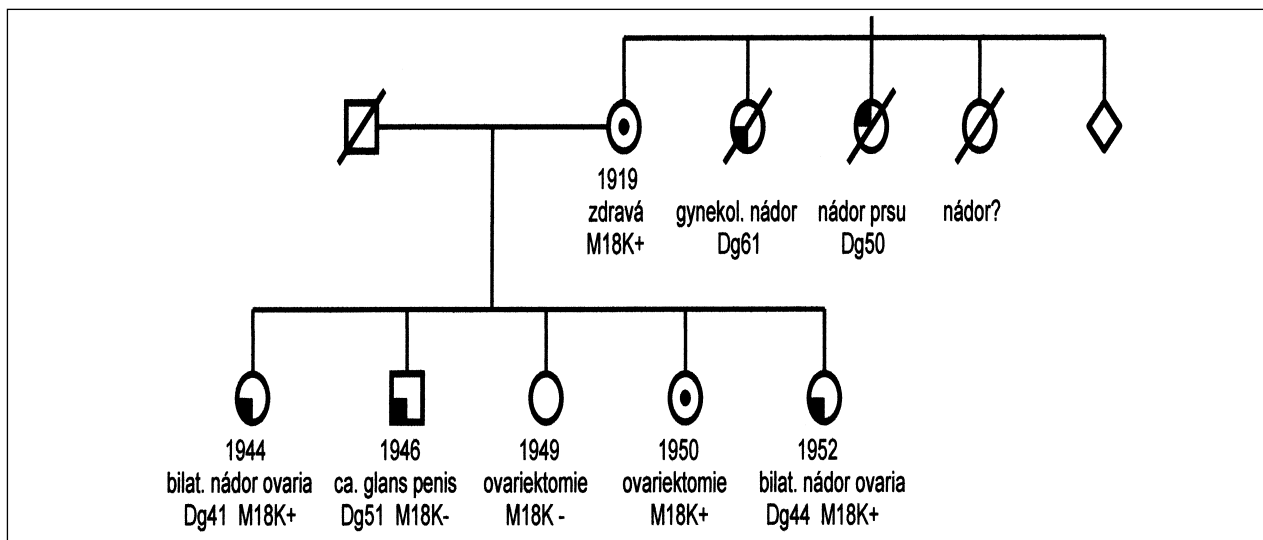 1919
zdravá
M18K+
gynekol. nádor
Dg61
nádor prsu
Dg50
nádor?
1944
bilat. nádor ovaria
Dg41 M18K+
1946
ca. glans penis
Dg51 M18K-
1949
ovariektomie
M18K -
1950
ovariektomie
M18K+
1952
bilat. nádor ovaria
Dg44 M18K+